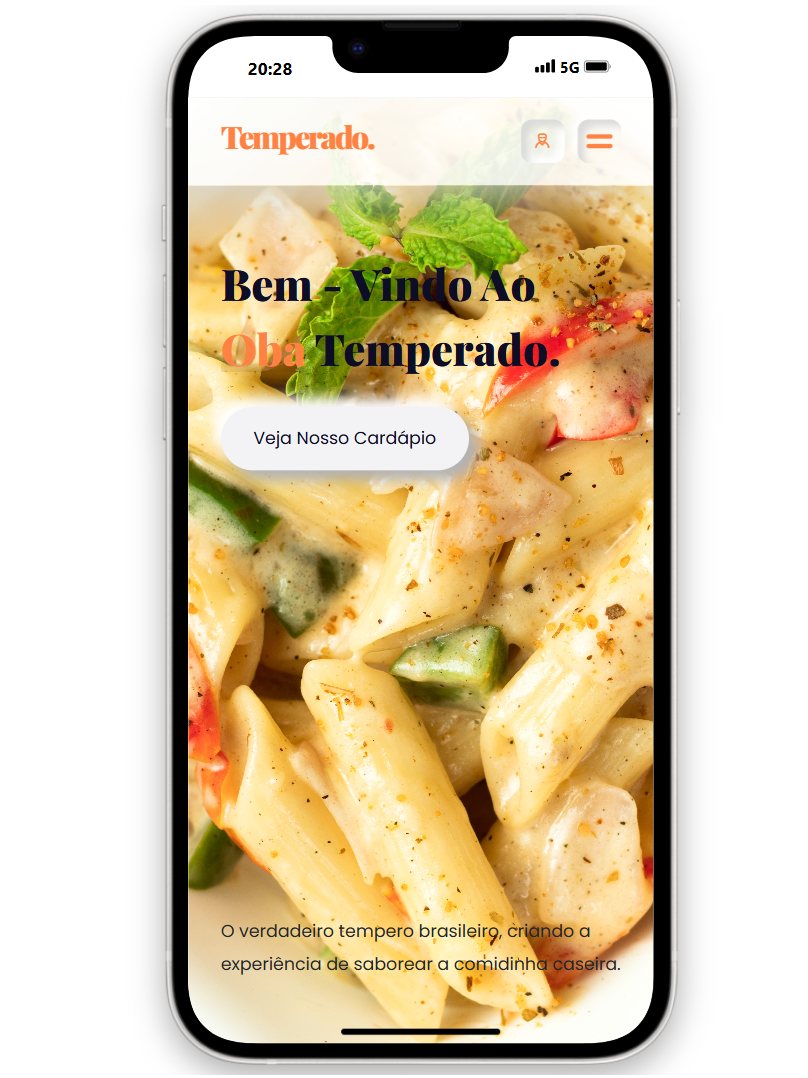 20:28
5G
Temperado.
Bem - Vindo Ao
Oba Temperado.
Veja Nosso Cardápio
O verdadeiro tempero brasileiro, criando a
experiência de saborear a comidinha caseira.